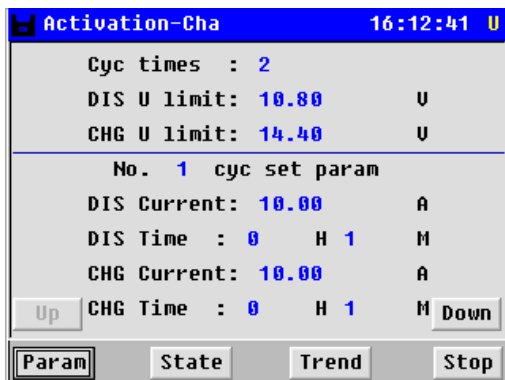 Activation-Cha 16:12:41 U
Cyc times : 2
DIS U limit: 10.80 V
CHG U limit: 14.40 V
No. 1 cyc set param
DIS Current: 10.00 A
DIS Time : 0 H 1 M
CHG Current: 10.00 A
Up CHG Time : 0 H 1 M Down
Param State Trend Stop